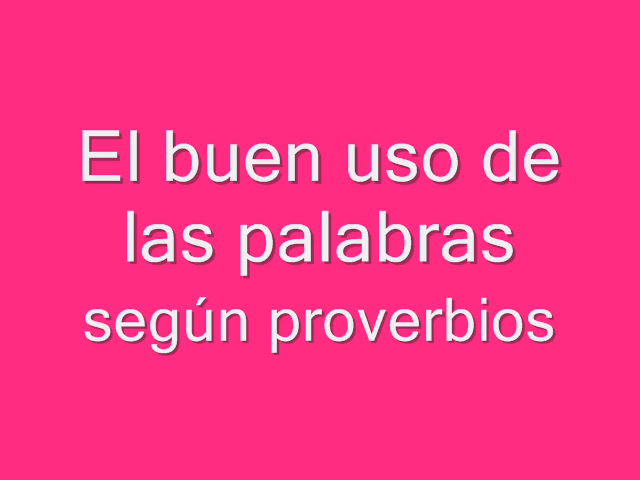 El buen uso de
las palabras
según proverbios